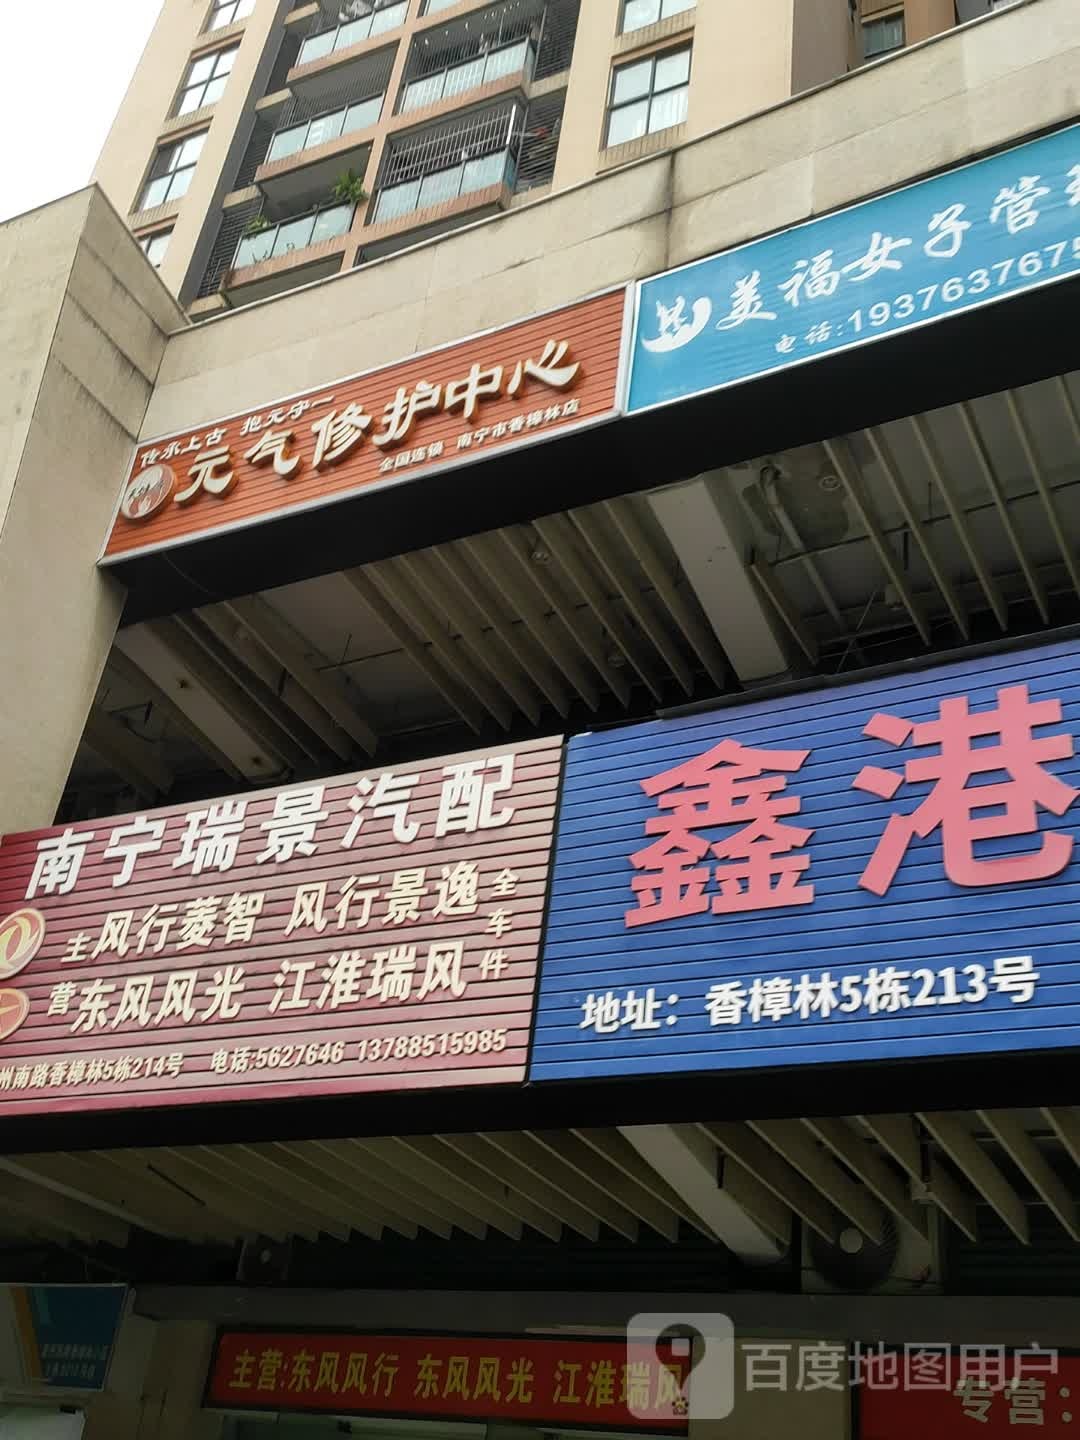 美福女子管
电话:1937637675
传承上古 抱元守一
元气修护中心
全国连锁 南宁市香樟林店
鑫港
地址：香樟林5栋213号
南宁瑞景汽配
主营
风行菱智 风行景逸
东风风光 江淮瑞风
全车件
州南路香樟林5栋214号 电话:5627646 13788515985
主营:东风风行 东风风光 江淮瑞风
专营:
百度地图用户